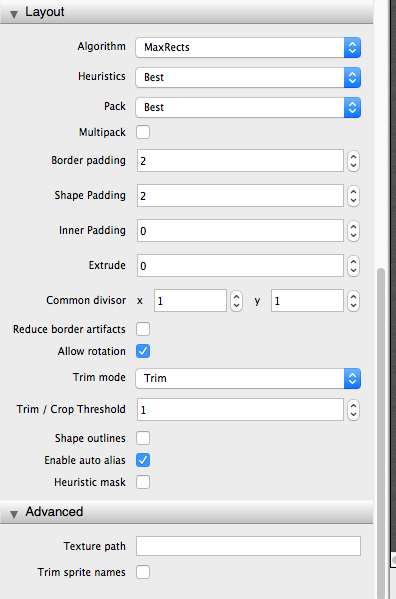 Layout
Algorithm MaxRects
Heuristics Best
Pack Best
Multipack
Border padding 2
Shape Padding 2
Inner Padding 0
Extrude 0
Common divisor x 1 y 1
Reduce border artifacts
Allow rotation
Trim mode Trim
Trim / Crop Threshold 1
Shape outlines
Enable auto alias
Heuristic mask
Advanced
Texture path
Trim sprite names